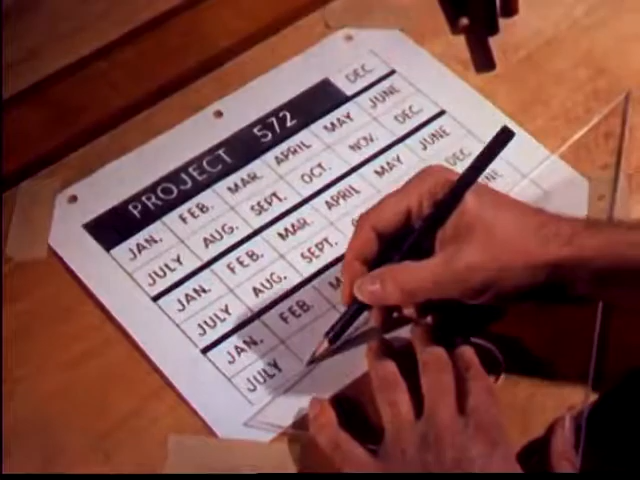 DEC
PROJECT 572
JAN. FEB. MAR. APRIL MAY JUNE
JULY AUG. SEPT. OCT. NOV. DEC
JAN. FEB. MAR. APRIL MAY JUNE
JULY AUG. SEPT. DEC
JAN. FEB.
JULY